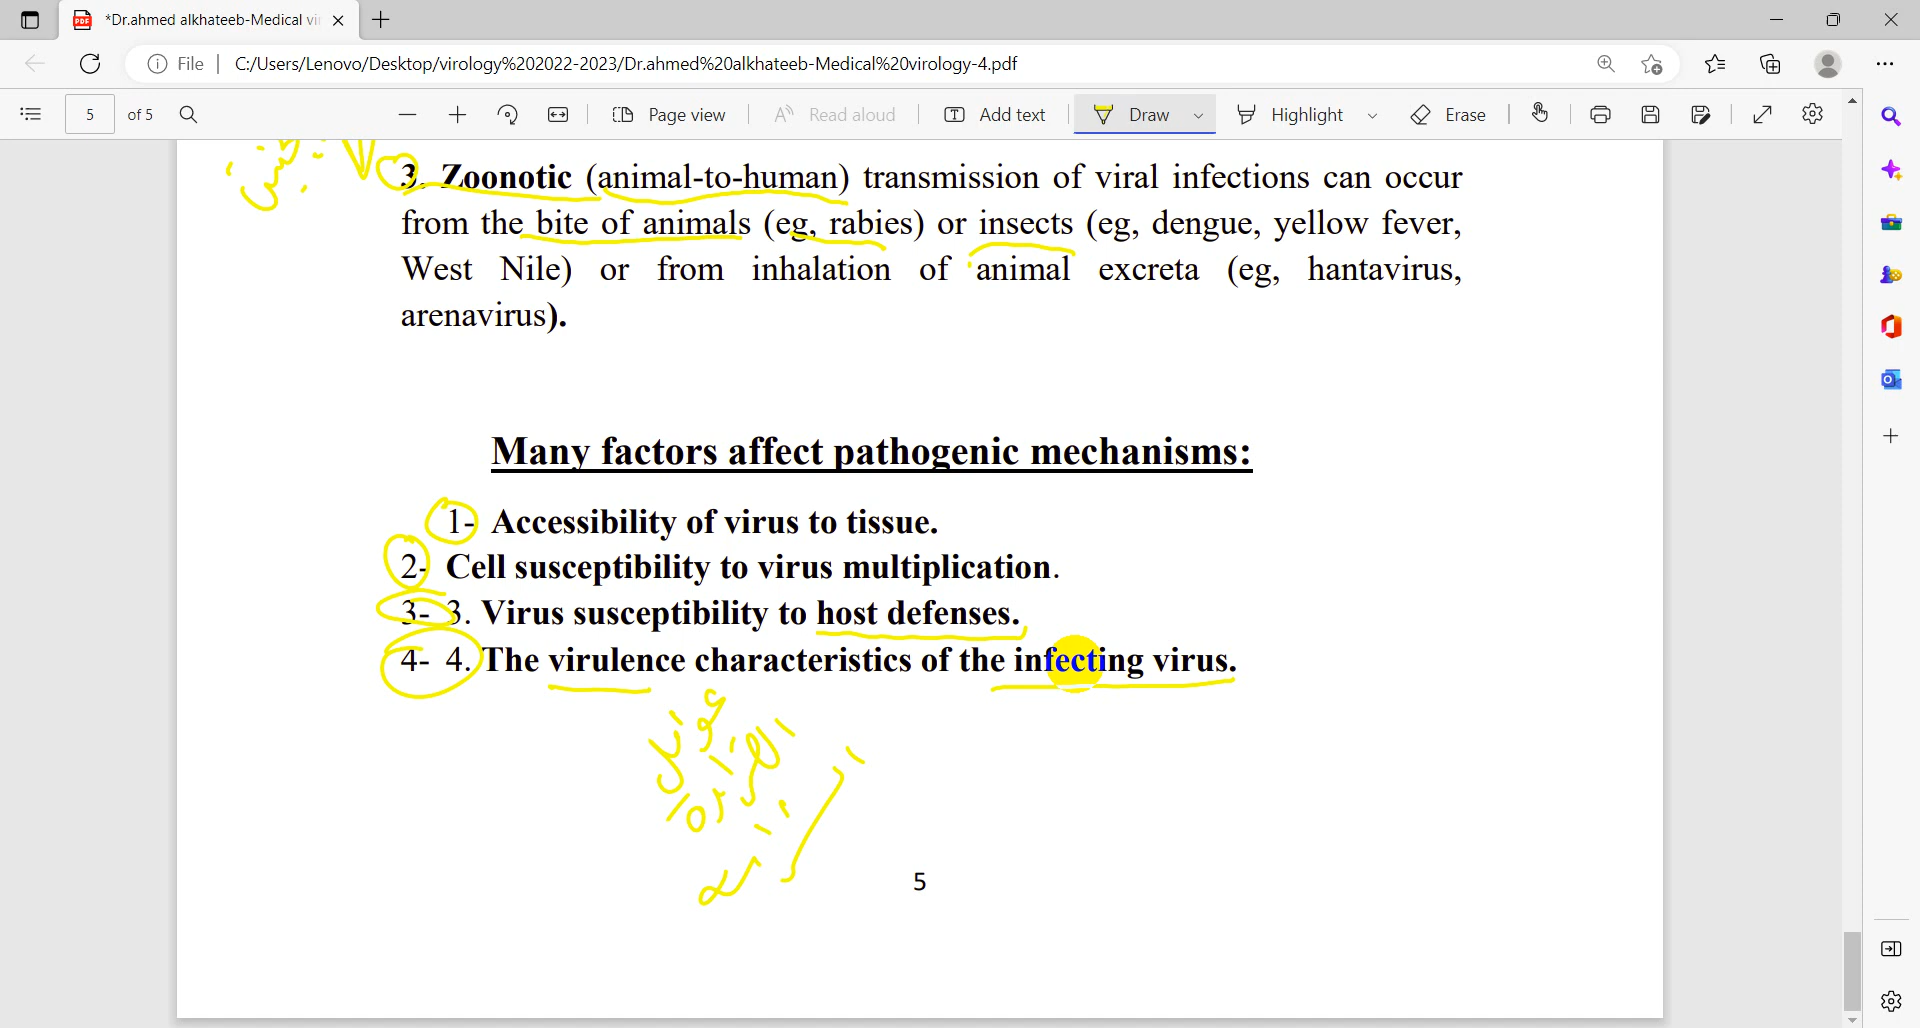 *Dr.ahmed alkhateeb-Medical vi
File
C:/Users/Lenovo/Desktop/virology%202022-2023/Dr.ahmed%20alkhateeb-Medical%20virology-4.pdf
5 of 5
Page view
Read aloud
Add text
Draw
Highlight
Erase
3. Zoonotic (animal-to-human) transmission of viral infections can occur
from the bite of animals (eg, rabies) or insects (eg, dengue, yellow fever,
West Nile) or from inhalation of animal excreta (eg, hantavirus,
arenavirus).
Many factors affect pathogenic mechanisms:
1- Accessibility of virus to tissue.
2- Cell susceptibility to virus multiplication.
3- 3. Virus susceptibility to host defenses.
4- 4. The virulence characteristics of the infecting virus.
5